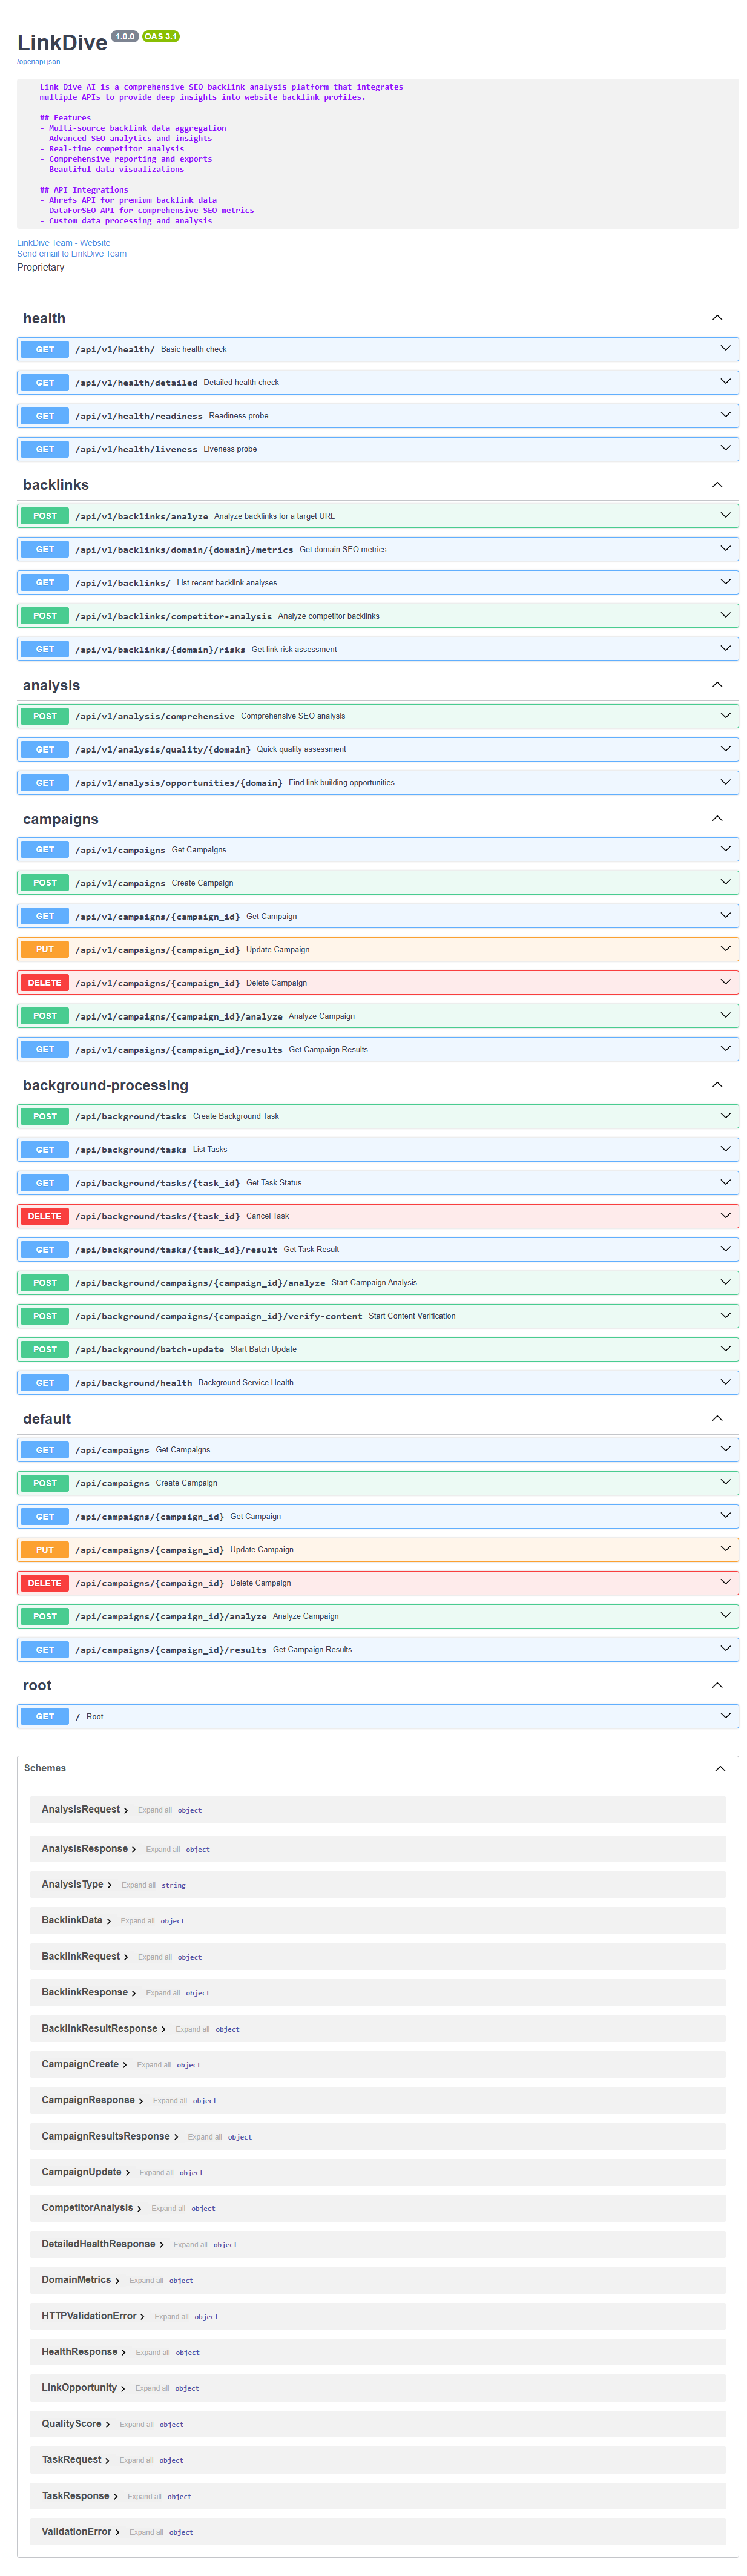 LinkDive 1.0.0 OAS 3.1
/openapi.json
Link Dive AI is a comprehensive SEO backlink analysis platform that integrates
multiple APIs to provide deep insights into website backlink profiles.
## Features
- Multi-source backlink data aggregation
- Advanced SEO analytics and insights
- Real-time competitor analysis
- Comprehensive reporting and exports
- Beautiful data visualizations
## API Integrations
- Ahrefs API for premium backlink data
- DataForSEO API for comprehensive SEO metrics
- Custom data processing and analysis
LinkDive Team - Website
Send email to LinkDive Team
Proprietary
health
GET /api/v1/health/ Basic health check
GET /api/v1/health/detailed Detailed health check
GET /api/v1/health/readiness Readiness probe
GET /api/v1/health/liveness Liveness probe
backlinks
POST /api/v1/backlinks/analyze Analyze backlinks for a target URL
GET /api/v1/backlinks/domain/{domain}/metrics Get domain SEO metrics
GET /api/v1/backlinks/ List recent backlink analyses
POST /api/v1/backlinks/competitor-analysis Analyze competitor backlinks
GET /api/v1/backlinks/{domain}/risks Get link risk assessment
analysis
POST /api/v1/analysis/comprehensive Comprehensive SEO analysis
GET /api/v1/analysis/quality/{domain} Quick quality assessment
GET /api/v1/analysis/opportunities/{domain} Find link building opportunities
campaigns
GET /api/v1/campaigns Get Campaigns
POST /api/v1/campaigns Create Campaign
GET /api/v1/campaigns/{campaign_id} Get Campaign
PUT /api/v1/campaigns/{campaign_id} Update Campaign
DELETE /api/v1/campaigns/{campaign_id} Delete Campaign
POST /api/v1/campaigns/{campaign_id}/analyze Analyze Campaign
GET /api/v1/campaigns/{campaign_id}/results Get Campaign Results
background-processing
POST /api/background/tasks Create Background Task
GET /api/background/tasks List Tasks
GET /api/background/tasks/{task_id} Get Task Status
DELETE /api/background/tasks/{task_id} Cancel Task
GET /api/background/tasks/{task_id}/result Get Task Result
POST /api/background/campaigns/{campaign_id}/analyze Start Campaign Analysis
POST /api/background/campaigns/{campaign_id}/verify-content Start Content Verification
POST /api/background/batch-update Start Batch Update
GET /api/background/health Background Service Health
default
GET /api/campaigns Get Campaigns
POST /api/campaigns Create Campaign
GET /api/campaigns/{campaign_id} Get Campaign
PUT /api/campaigns/{campaign_id} Update Campaign
DELETE /api/campaigns/{campaign_id} Delete Campaign
POST /api/campaigns/{campaign_id}/analyze Analyze Campaign
GET /api/campaigns/{campaign_id}/results Get Campaign Results
root
GET / Root
Schemas
AnalysisRequest Expand all object
AnalysisResponse Expand all object
AnalysisType Expand all string
BacklinkData Expand all object
BacklinkRequest Expand all object
BacklinkResponse Expand all object
BacklinkResultResponse Expand all object
CampaignCreate Expand all object
CampaignResponse Expand all object
CampaignResultsResponse Expand all object
CampaignUpdate Expand all object
CompetitorAnalysis Expand all object
DetailedHealthResponse Expand all object
DomainMetrics Expand all object
HTTPValidationError Expand all object
HealthResponse Expand all object
LinkOpportunity Expand all object
QualityScore Expand all object
TaskRequest Expand all object
TaskResponse Expand all object
ValidationError Expand all object